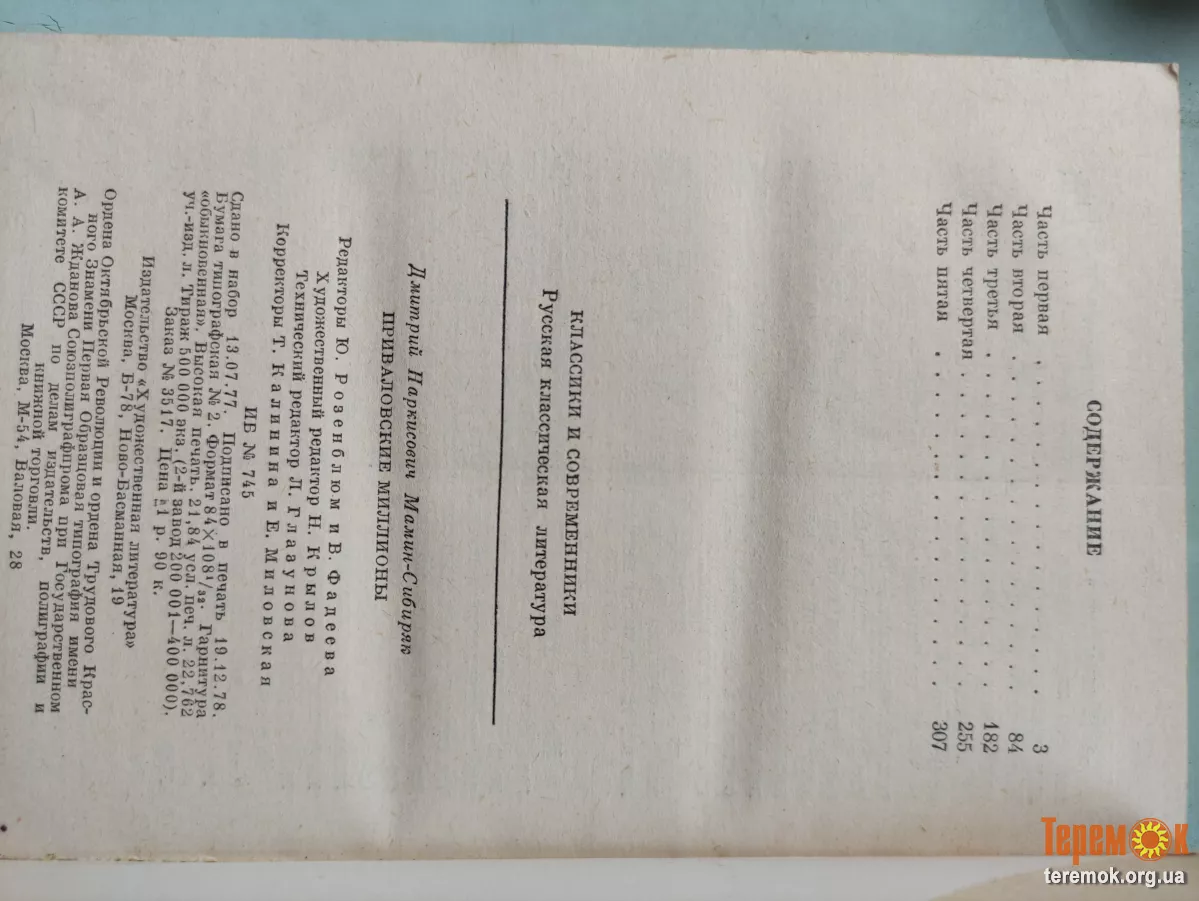 СОДЕРЖАНИЕ
Часть первая . . . . . . . . . . . . . . 3
Часть вторая . . . . . . . . . . . . . . 84
Часть третья . . . . . . . . . . . . . . 182
Часть четвертая . . . . . . . . . . . . . 255
Часть пятая . . . . . . . . . . . . . . 307
КЛАССИКИ И СОВРЕМЕННИКИ
Русская классическая литература
Дмитрий Наркисович Мамин-Сибиряк
ПРИВАЛОВСКИЕ МИЛЛИОНЫ
Редакторы Ю. Розенблюм и В. Фадеева
Художественный редактор Н. Крылов
Технический редактор Л. Глазунова
Корректоры Т. Калинина и Е. Миловская
ИБ № 745
Сдано в набор 13.07.77. Подписано в печать 19.12.78.
Бумага типографская № 2. Формат 84×108¹/₃₂. Гарнитура
«обыкновенная». Высокая печать. 21,84 усл. печ. л. 22,762
уч.-изд. л. Тираж 500 000 экз. (2-й завод 200 001—400 000).
Заказ № 3517. Цена 1 р. 90 к.
Издательство «Художественная литература»
Москва, Б-78, Ново-Басманная, 19
Ордена Октябрьской Революции и ордена Трудового Крас-
ного Знамени Первая Образцовая типография имени
А. А. Жданова Союзполиграфпрома при Государственном
комитете СССР по делам издательств, полиграфии и
книжной торговли.
Москва, М-54, Валовая, 28
Теремок
teremok.org.ua